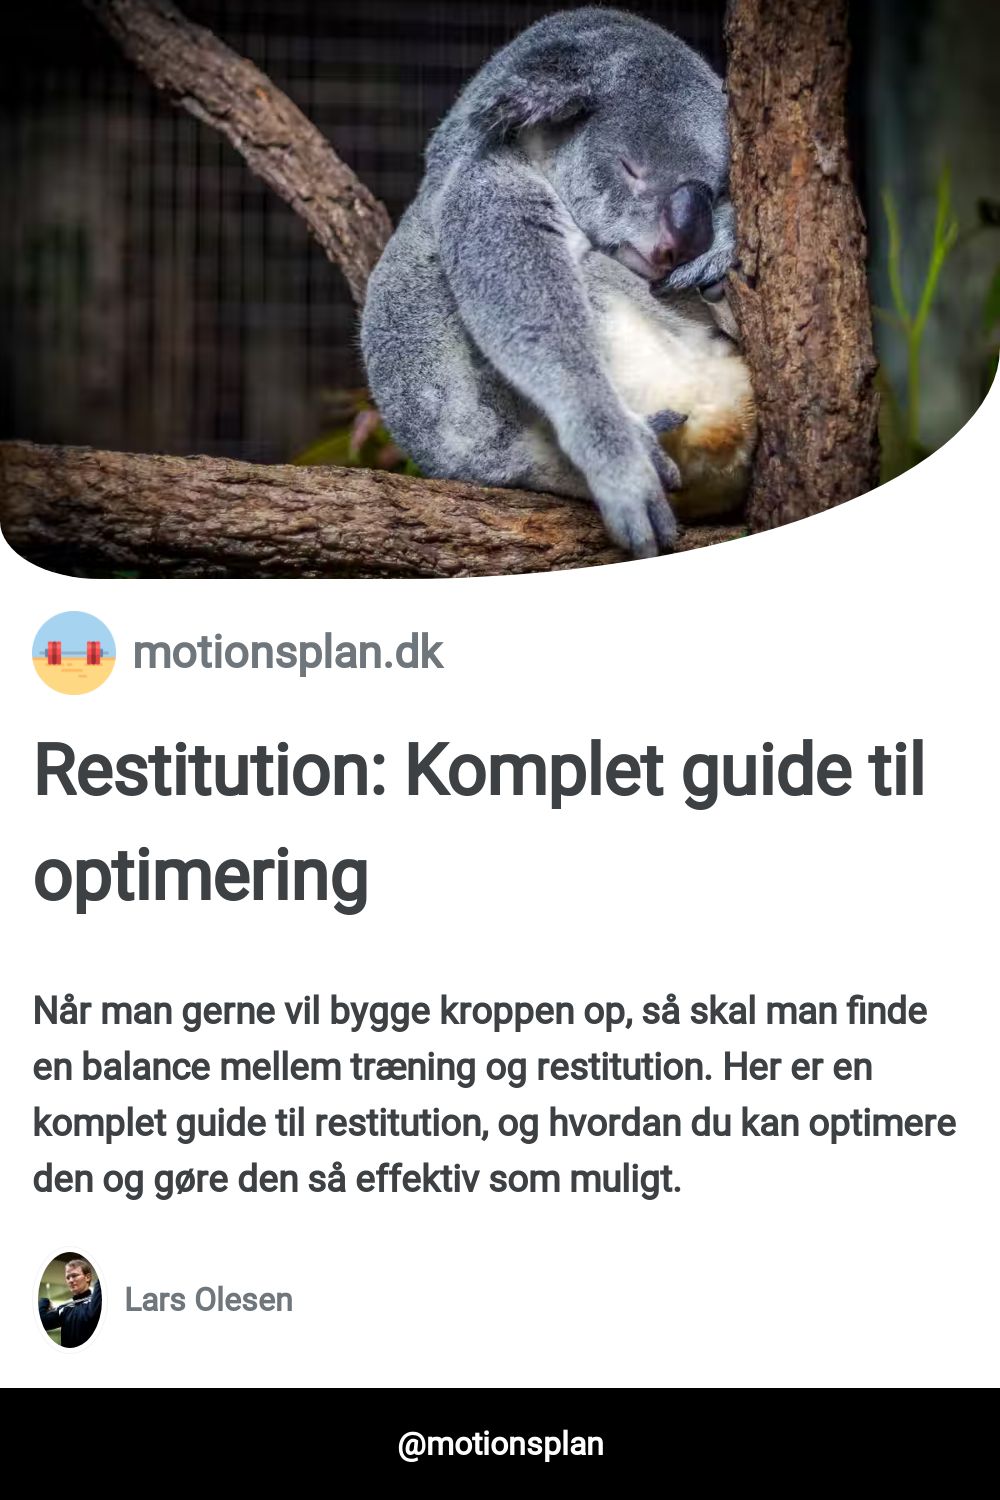 motionsplan.dk
Restitution: Komplet guide til
optimering
Når man gerne vil bygge kroppen op, så skal man finde
en balance mellem træning og restitution. Her er en
komplet guide til restitution, og hvordan du kan optimere
den og gøre den så effektiv som muligt.
Lars Olesen
@motionsplan